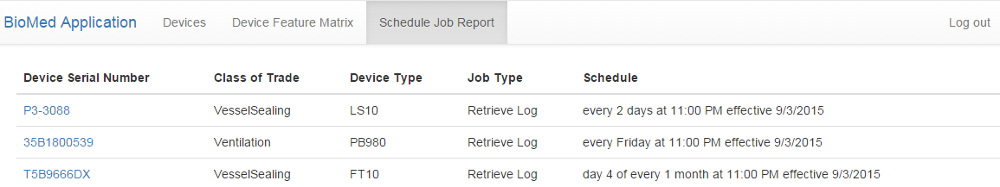 BioMed Application Devices Device Feature Matrix Schedule Job Report Log out
Device Serial Number Class of Trade Device Type Job Type Schedule
P3-3088 VesselSealing LS10 Retrieve Log every 2 days at 11:00 PM effective 9/3/2015
35B1800539 Ventilation PB980 Retrieve Log every Friday at 11:00 PM effective 9/3/2015
T5B9666DX VesselSealing FT10 Retrieve Log day 4 of every 1 month at 11:00 PM effective 9/3/2015